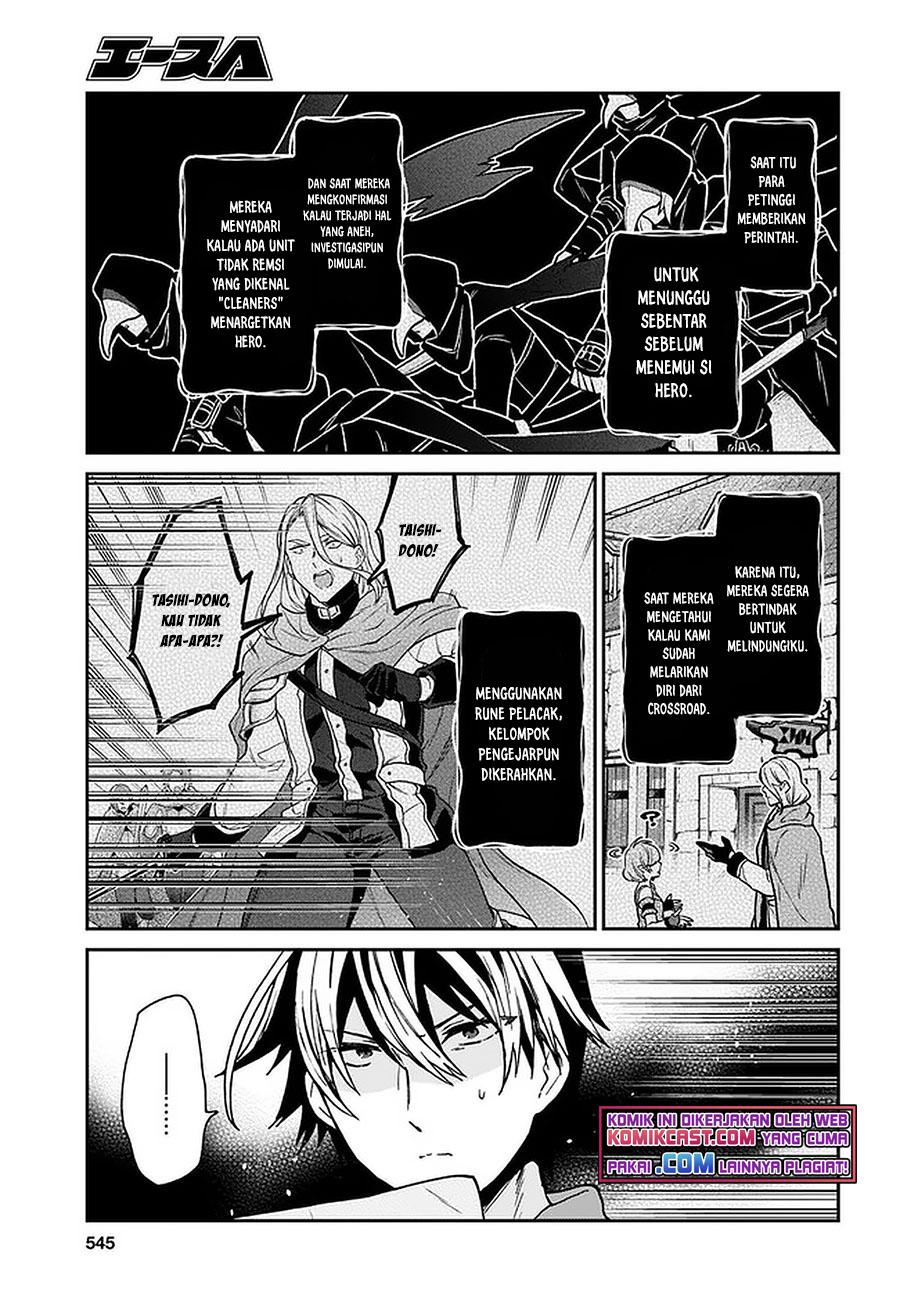 エースA
SAAT ITU
PARA
PETINGGI
MEMBERIKAN
PERINTAH.
UNTUK
MENUNGGU
SEBENTAR
SEBELUM
MENEMUI SI
HERO.
DAN SAAT MEREKA
MENGKONFIRMASI
KALAU TERJADI HAL
YANG ANEH,
INVESTIGASIPUN
DIMULAI.
MEREKA
MENYADARI
KALAU ADA UNIT
TIDAK REMSI
YANG DIKENAL
"CLEANERS"
MENARGETKAN
HERO.
KARENA ITU,
MEREKA SEGERA
BERTINDAK
UNTUK
MELINDUNGIKU.
SAAT MEREKA
MENGETAHUI
KALAU KAMI
SUDAH
MELARIKAN
DIRI DARI
CROSSROAD.
? ? ?
TAISHI-
DONO!
TASIHI-DONO,
KAU TIDAK
APA-APA?!
MENGGUNAKAN
RUNE PELACAK,
KELOMPOK
PENGEJARPUN
DIKERAHKAN.
…………
KOMIK INI DIKERJAKAN OLEH WEB
KOMIKCAST.COM YANG CUMA
PAKAI .COM LAINNYA PLAGIAT!
545